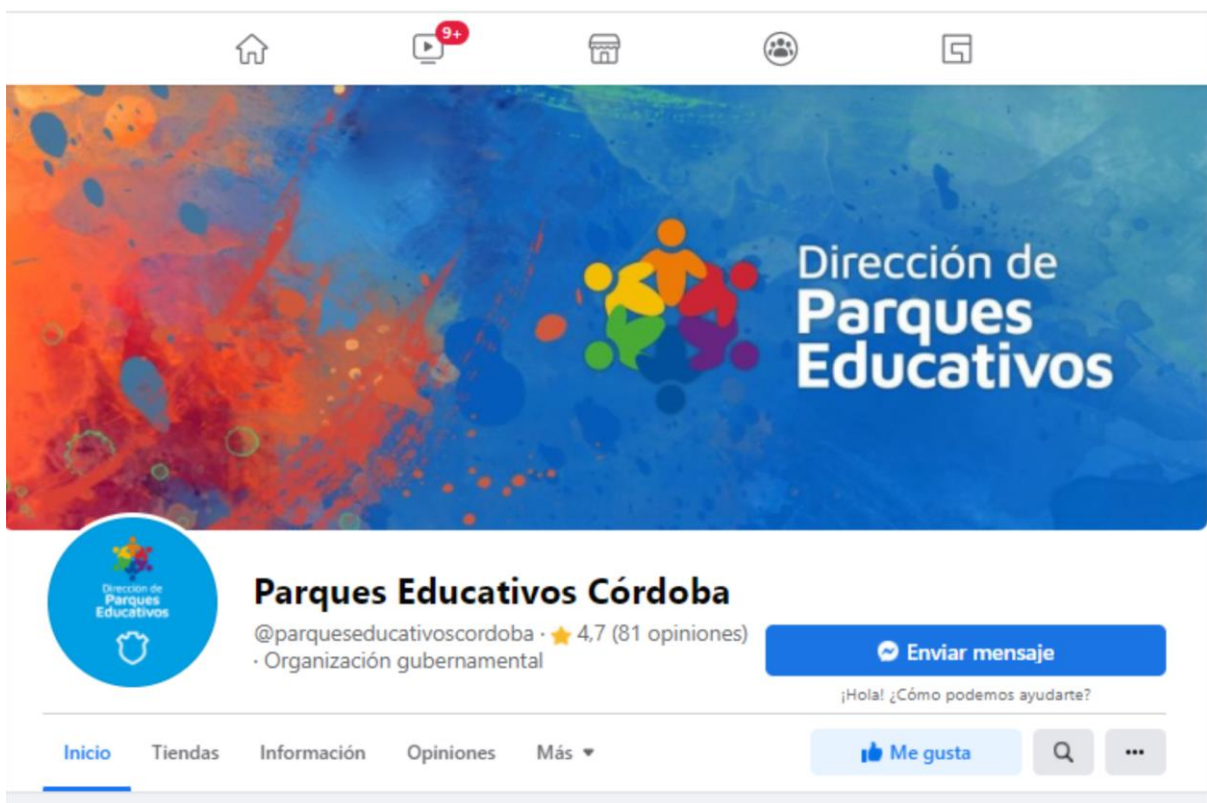 9+
Dirección de
Parques
Educativos
Dirección de
Parques
Educativos
Parques Educativos Córdoba
@parqueseducativoscordoba · 4,7 (81 opiniones)
· Organización gubernamental
Enviar mensaje
¡Hola! ¿Cómo podemos ayudarte?
Inicio Tiendas Información Opiniones Más Me gusta